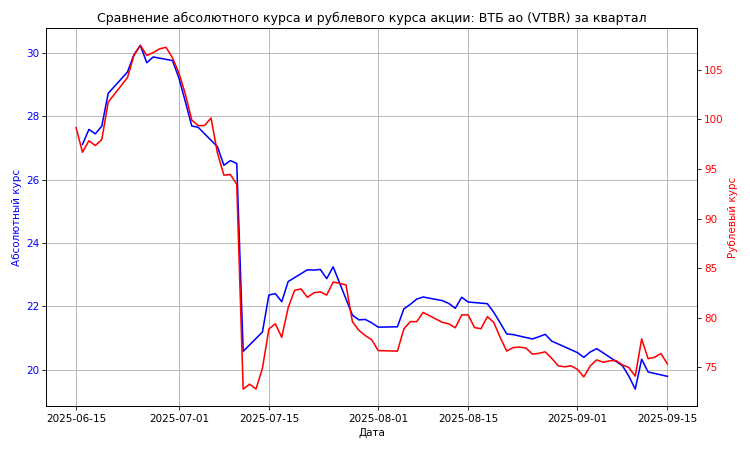 Сравнение абсолютного курса и рублевого курса акции: ВТБ ао (VTBR) за квартал
30
28
26
24
22
20
Абсолютный курс
105
100
95
90
85
80
75
Рублевый курс
2025-06-15 2025-07-01 2025-07-15 2025-08-01 2025-08-15 2025-09-01 2025-09-15
Дата